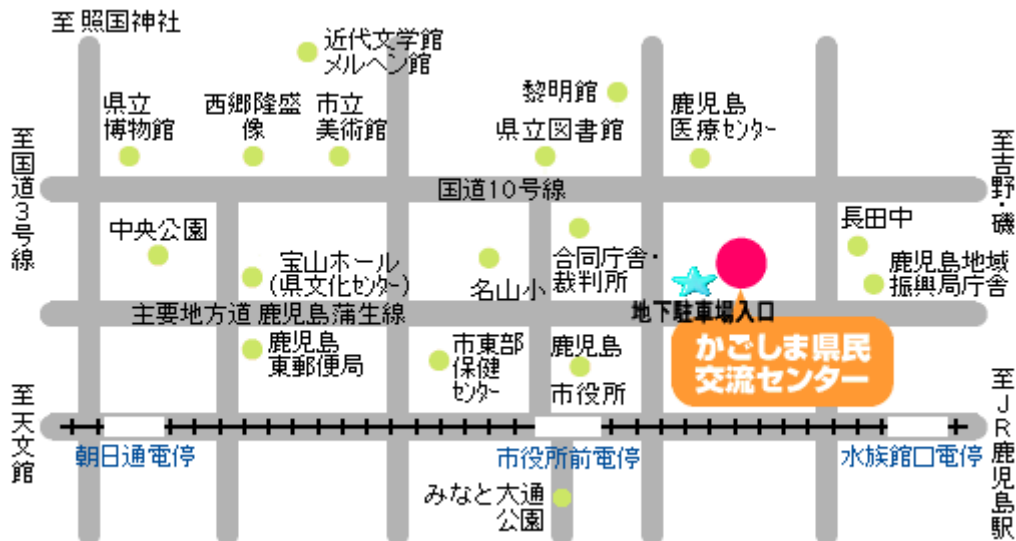 至 照国神社
近代文学館
メルヘン館
黎明館
県立
博物館
西郷隆盛
像
市立
美術館
県立図書館
鹿児島
医療センター
至国道3号線
国道10号線
至吉野・磯
中央公園
宝山ホール
(県文化センター)
名山小
合同庁舎・
裁判所
長田中
鹿児島地域
振興局庁舎
地下駐車場入口
主要地方道 鹿児島蒲生線
かごしま県民
交流センター
鹿児島
東郵便局
市東部
保健
センター
鹿児島
市役所
至天文館
至JR鹿児島駅
朝日通電停
市役所前電停
水族館口電停
みなと大通
公園